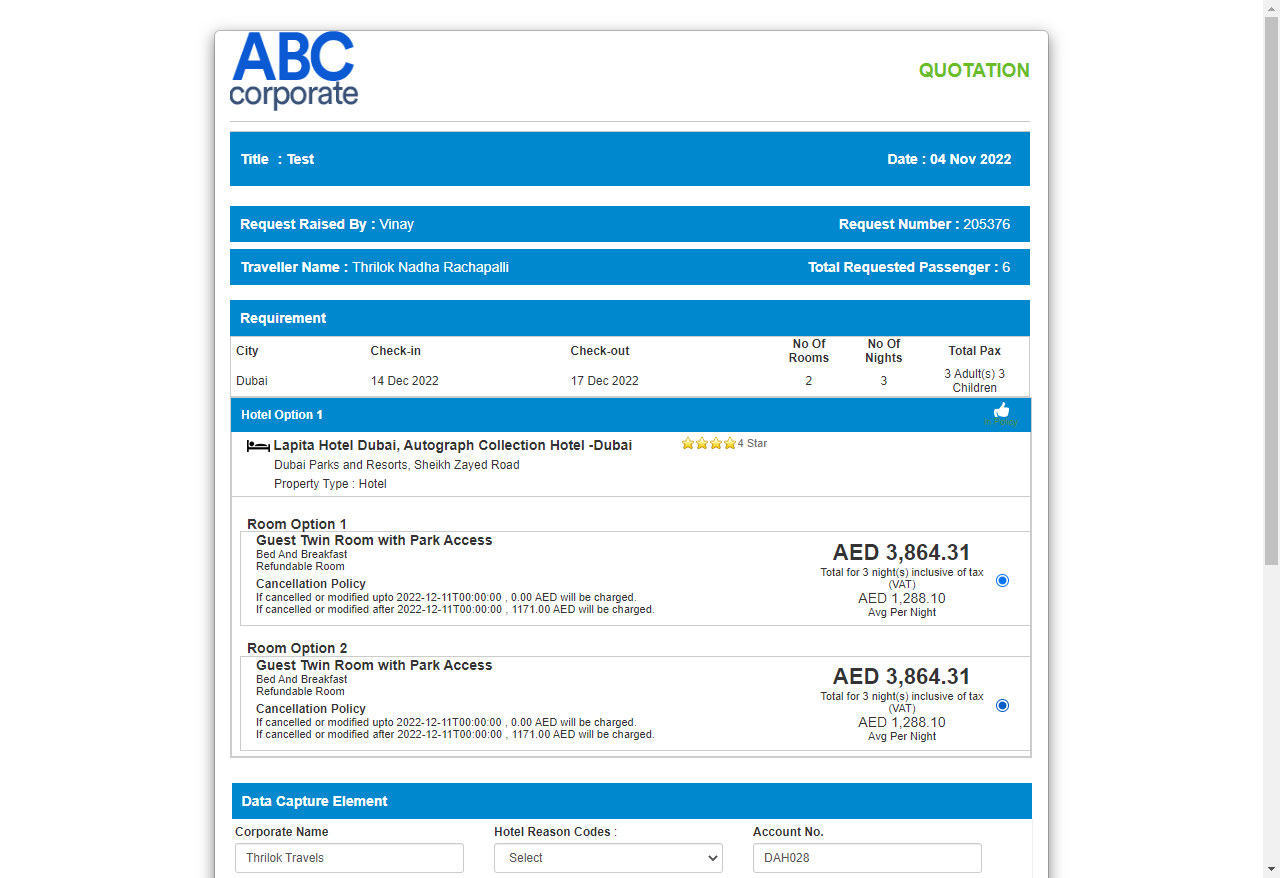 ABC
corporate
QUOTATION
Title : Test
Date : 04 Nov 2022
Request Raised By : Vinay
Request Number : 205376
Traveller Name : Thrilok Nadha Rachapalli
Total Requested Passenger : 6
Requirement
City Check-in Check-out No Of Rooms No Of Nights Total Pax
Dubai 14 Dec 2022 17 Dec 2022 2 3 3 Adult(s) 3 Children
Hotel Option 1
In Policy
Lapita Hotel Dubai, Autograph Collection Hotel -Dubai
4 Star
Dubai Parks and Resorts, Sheikh Zayed Road
Property Type : Hotel
Room Option 1
Guest Twin Room with Park Access
Bed And Breakfast
Refundable Room
Cancellation Policy
If cancelled or modified upto 2022-12-11T00:00:00 , 0.00 AED will be charged.
If cancelled or modified after 2022-12-11T00:00:00 , 1171.00 AED will be charged.
AED 3,864.31
Total for 3 night(s) inclusive of tax
(VAT)
AED 1,288.10
Avg Per Night
Room Option 2
Guest Twin Room with Park Access
Bed And Breakfast
Refundable Room
Cancellation Policy
If cancelled or modified upto 2022-12-11T00:00:00 , 0.00 AED will be charged.
If cancelled or modified after 2022-12-11T00:00:00 , 1171.00 AED will be charged.
AED 3,864.31
Total for 3 night(s) inclusive of tax
(VAT)
AED 1,288.10
Avg Per Night
Data Capture Element
Corporate Name
Hotel Reason Codes :
Account No.
Thrilok Travels
Select
DAH028